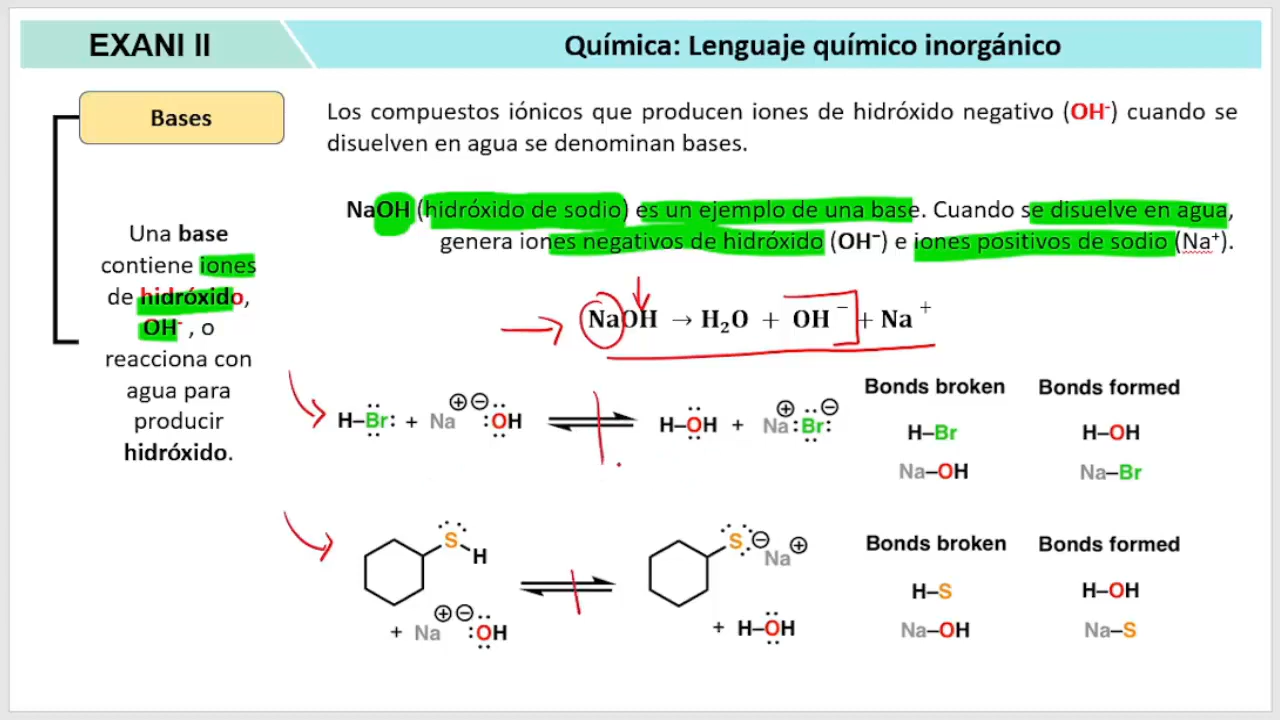 EXANI II
Química: Lenguaje químico inorgánico
Bases
Los compuestos iónicos que producen iones de hidróxido negativo (OH-) cuando se
disuelven en agua se denominan bases.
NaOH (hidróxido de sodio) es un ejemplo de una base. Cuando se disuelve en agua,
genera iones negativos de hidróxido (OH⁻) e iones positivos de sodio (Na⁺).
Una base
contiene iones
de hidróxido,
OH- , o
reacciona con
agua para
producir
hidróxido.
NaOH → H₂O + OH⁻ + Na⁺
H–Br: + Na⊕ ⊖:OH ⇌ H–OH + Na⊕ :Br:⊖
Bonds broken Bonds formed
H–Br H–OH
Na–OH Na–Br
S H
+ Na⊕ ⊖:OH
⇌
S⊖ Na⊕
+ H–OH
Bonds broken Bonds formed
H–S H–OH
Na–OH Na–S